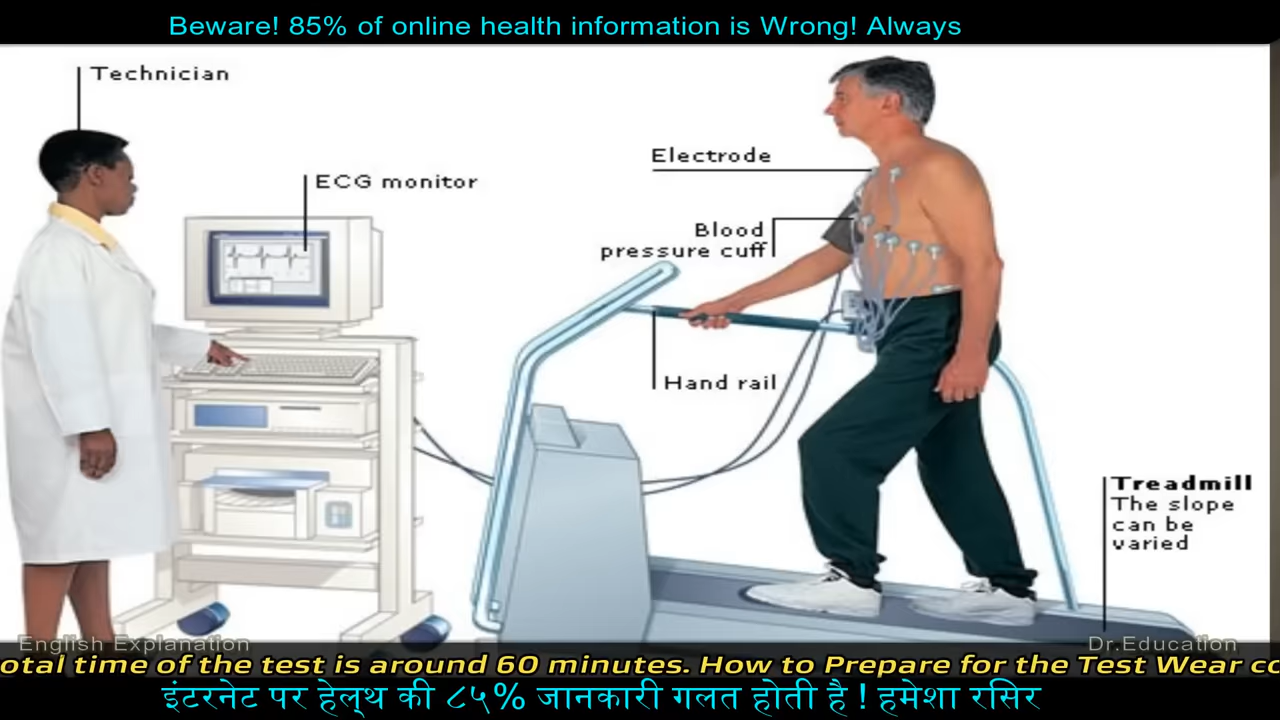 Beware! 85% of online health information is Wrong! Always
Technician
ECG monitor
Electrode
Blood
pressure cuff
Hand rail
Treadmill
The slope
can be
varied
English Explanation
Dr.Education
otal time of the test is around 60 minutes. How to Prepare for the Test Wear co
इंटरनेट पर हेल्थ की ८५% जानकारी गलत होती है ! हमेशा रसिर